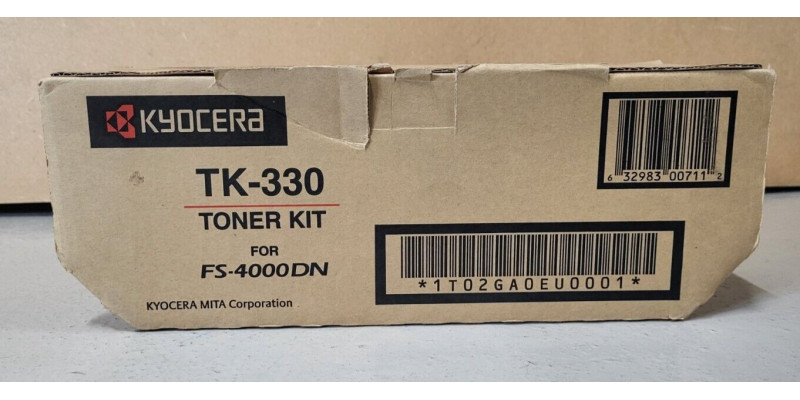 KYOCERA
TK-330
TONER KIT
FOR
FS-4000DN
KYOCERA MITA Corporation
6 32983 00711 2
*1T02GA0EU0001*